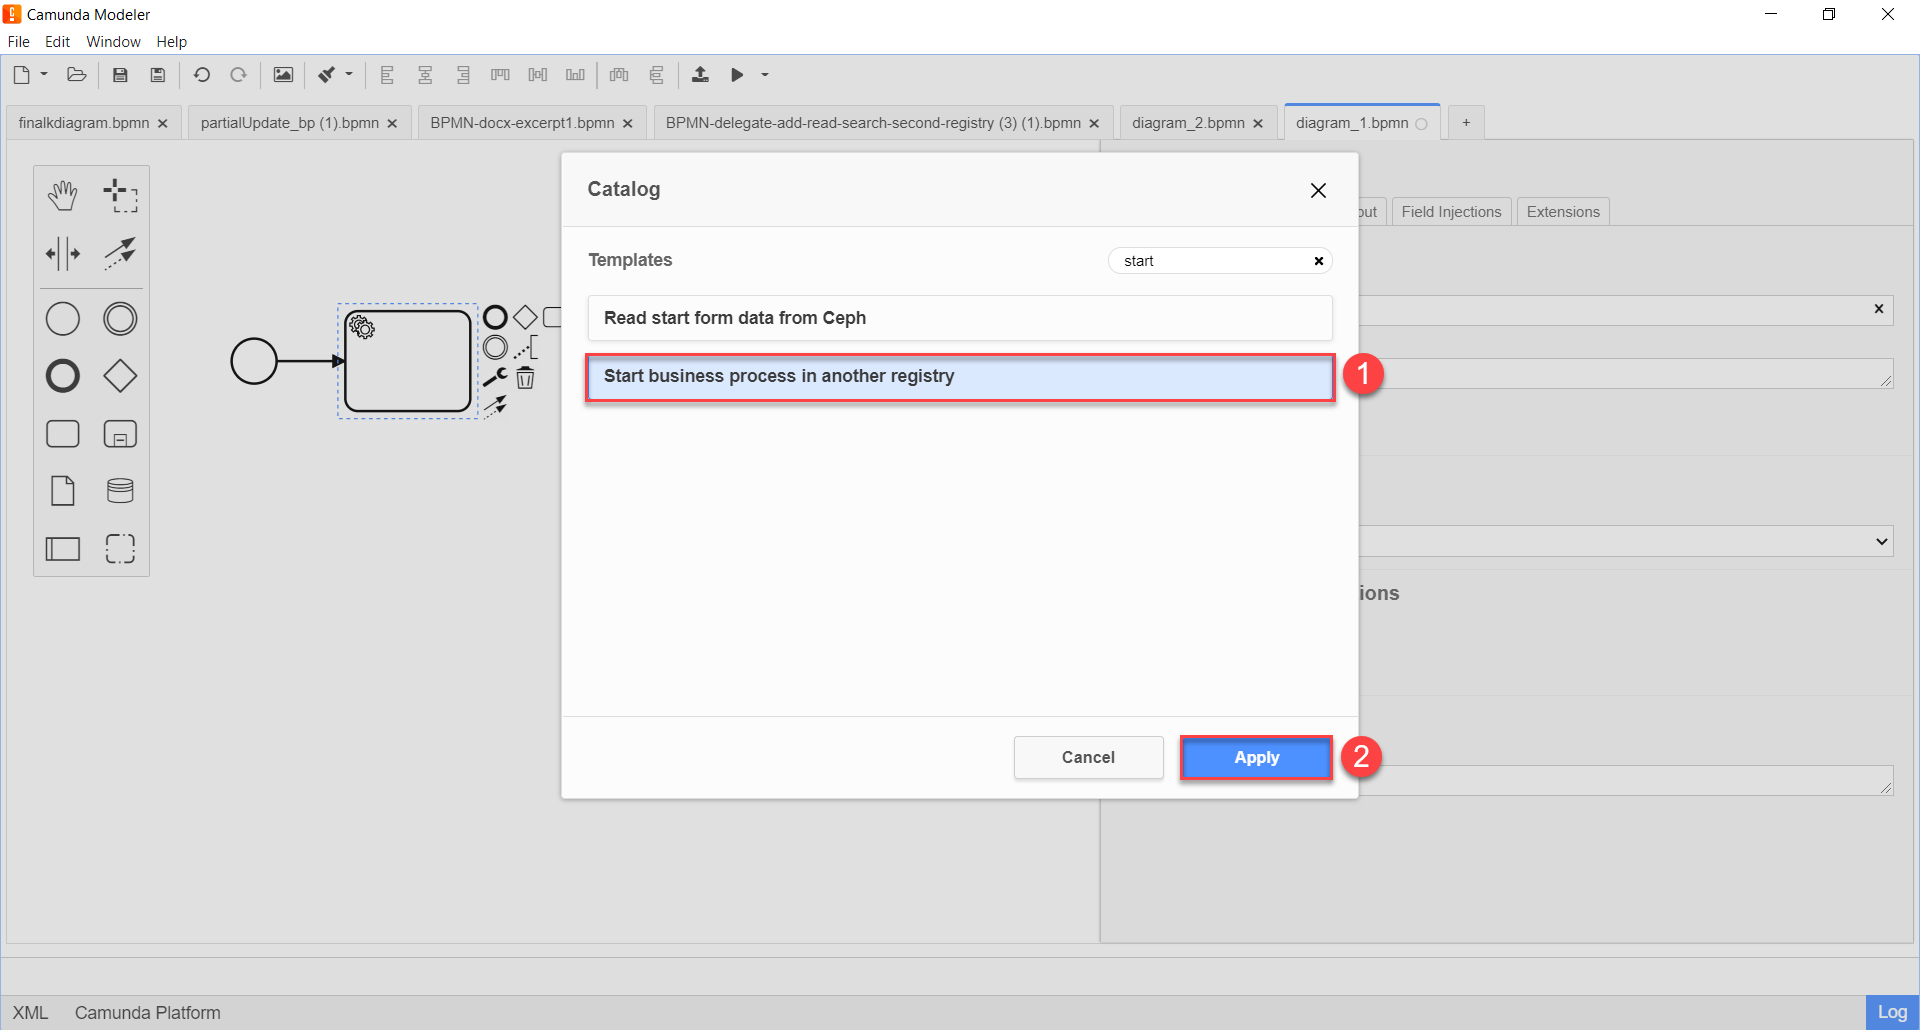 Camunda Modeler
File Edit Window Help
finalkdiagram.bpmn partialUpdate_bp (1).bpmn BPMN-docx-excerpt1.bpmn BPMN-delegate-add-read-search-second-registry (3) (1).bpmn diagram_2.bpmn diagram_1.bpmn +
Catalog
Field Injections Extensions
Templates start
Read start form data from Ceph
Start business process in another registry 1
ions
Cancel Apply 2
XML Camunda Platform Log